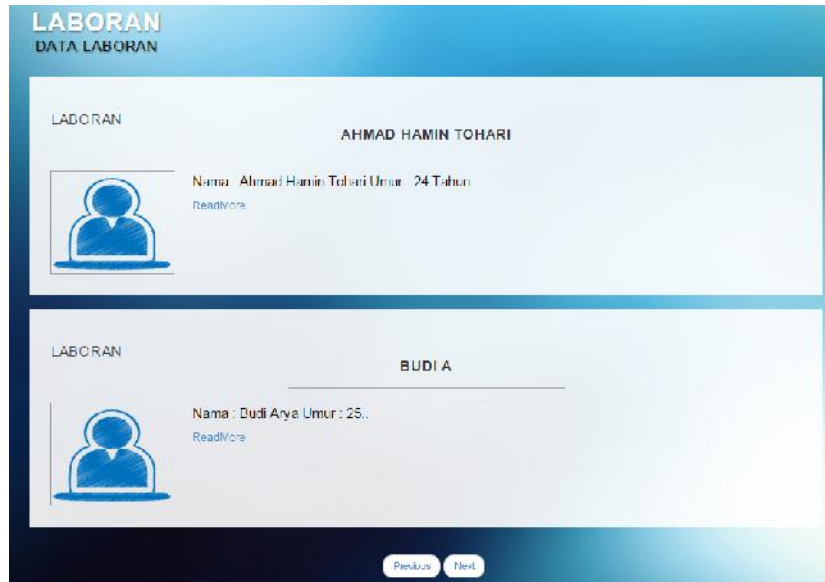 LABORAN
DATA LABORAN
LABORAN
AHMAD HAMIN TOHARI
Nama : Ahmad Hamin Tohari Umur : 24 Tahun
ReadMore
LABORAN
BUDI A
Nama : Budi Arya Umur : 25..
ReadMore
Previous Next